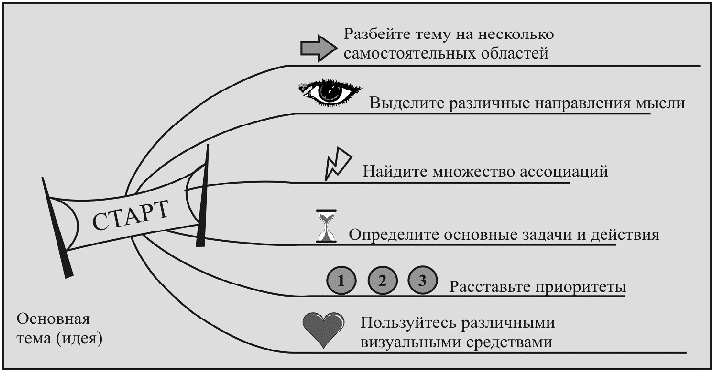 Разбейте тему на несколько
самостоятельных областей
Выделите различные направления мысли
Найдите множество ассоциаций
СТАРТ
Определите основные задачи и действия
1 2 3 Расставьте приоритеты
Основная
тема (идея)
Пользуйтесь различными
визуальными средствами